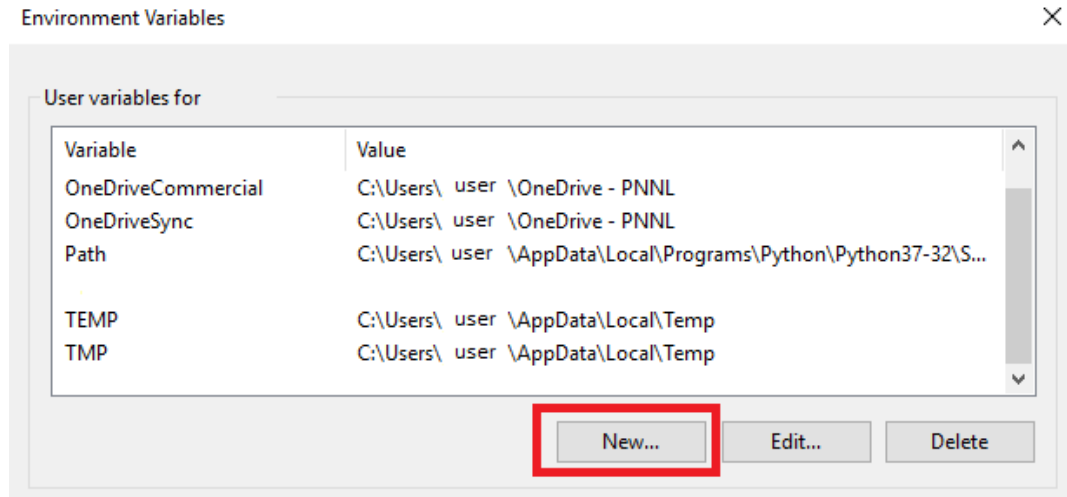 Environment Variables
User variables for
Variable Value
OneDriveCommercial C:\Users\ user \OneDrive - PNNL
OneDriveSync C:\Users\ user \OneDrive - PNNL
Path C:\Users\ user \AppData\Local\Programs\Python\Python37-32\S...
TEMP C:\Users\ user \AppData\Local\Temp
TMP C:\Users\ user \AppData\Local\Temp
New... Edit... Delete